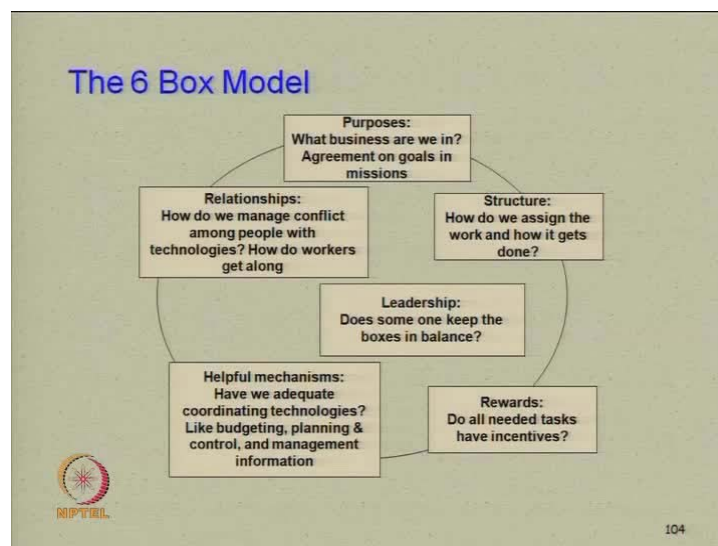 The 6 Box Model
Purposes:
What business are we in?
Agreement on goals in
missions
Relationships:
How do we manage conflict
among people with
technologies? How do workers
get along
Structure:
How do we assign the
work and how it gets
done?
Leadership:
Does some one keep the
boxes in balance?
Helpful mechanisms:
Have we adequate
coordinating technologies?
Like budgeting, planning &
control, and management
information
Rewards:
Do all needed tasks
have incentives?
NPTEL
104